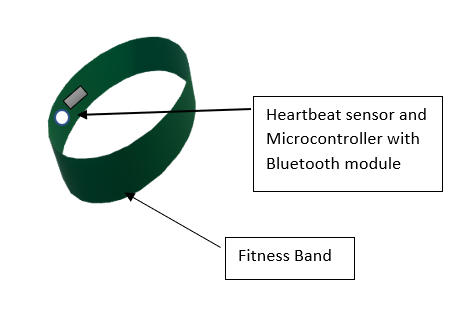 Heartbeat sensor and
Microcontroller with
Bluetooth module
Fitness Band